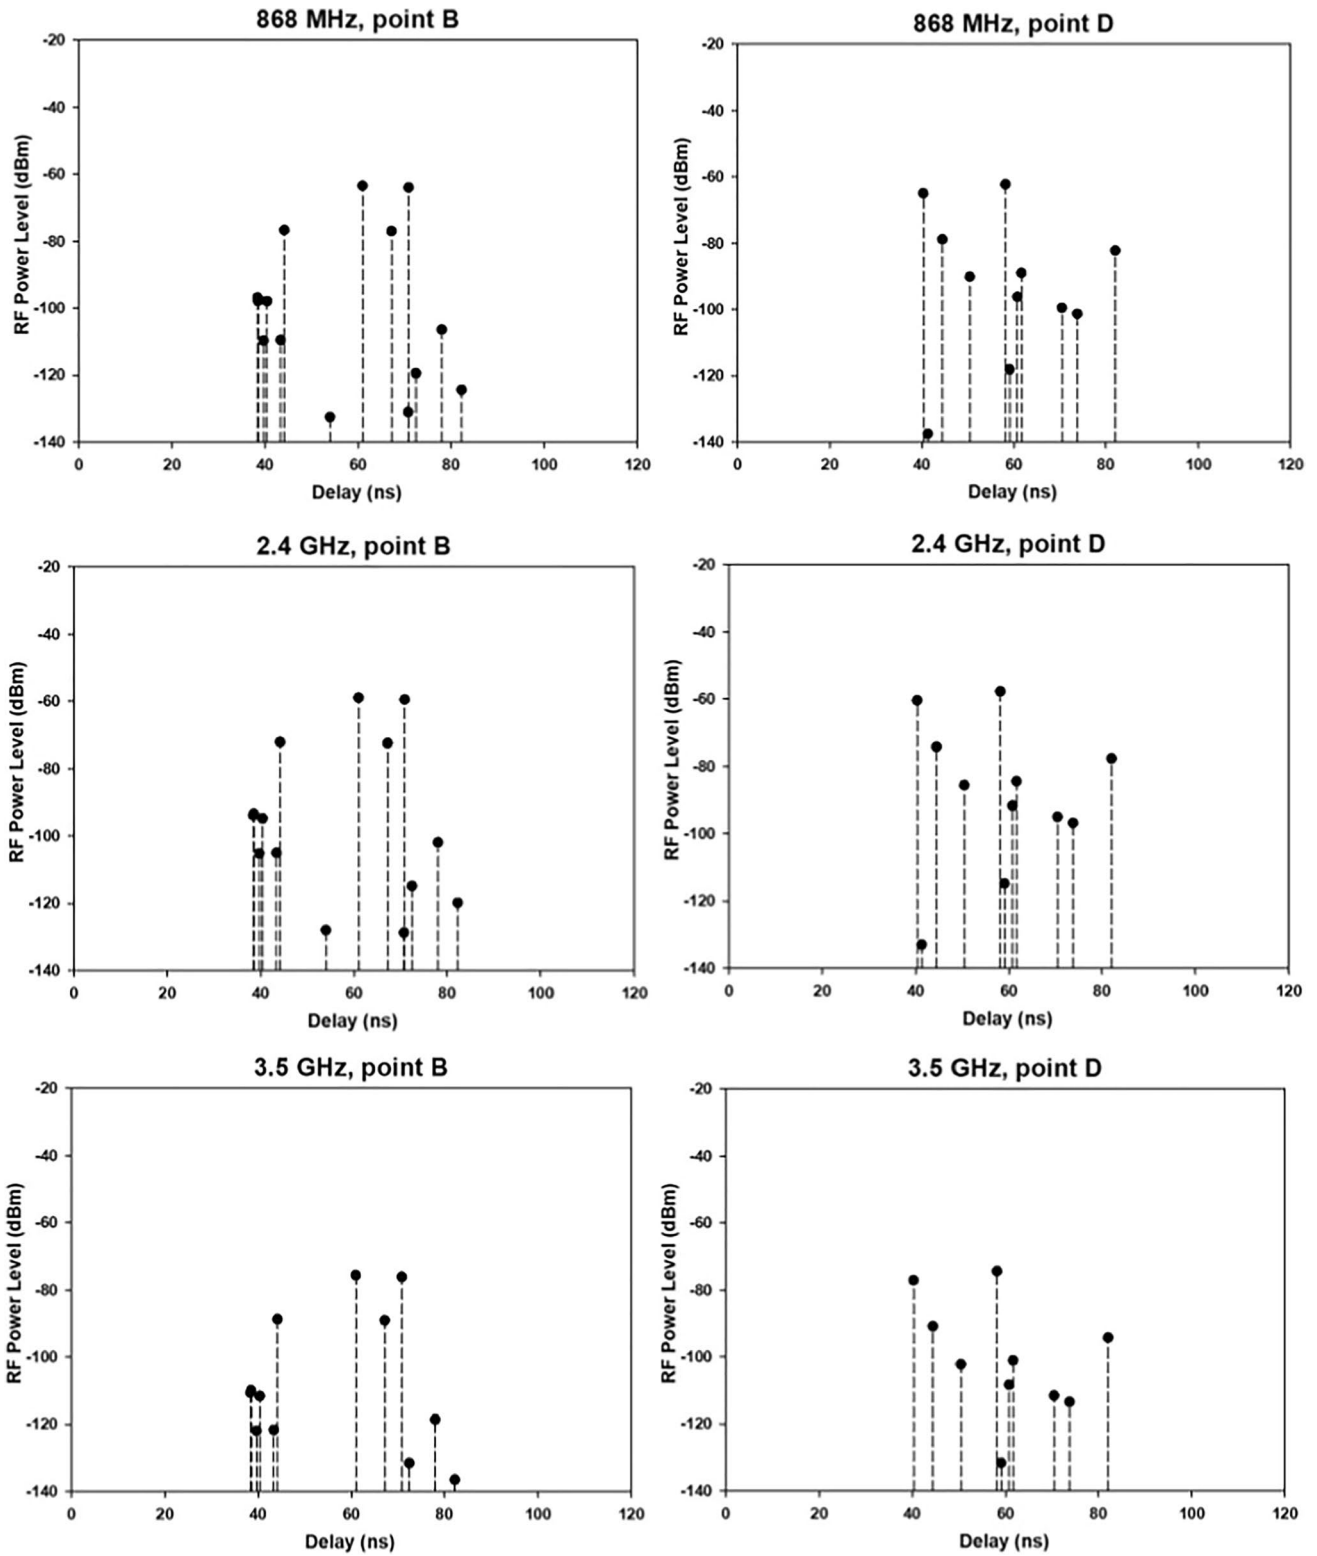 868 MHz, point B
-20
-40
-60
-80
-100
-120
-140
RF Power Level (dBm)
0 20 40 60 80 100 120
Delay (ns)
868 MHz, point D
-20
-40
-60
-80
-100
-120
-140
RF Power Level (dBm)
0 20 40 60 80 100 120
Delay (ns)
2.4 GHz, point B
-20
-40
-60
-80
-100
-120
-140
RF Power Level (dBm)
0 20 40 60 80 100 120
Delay (ns)
2.4 GHz, point D
-20
-40
-60
-80
-100
-120
-140
RF Power Level (dBm)
0 20 40 60 80 100 120
Delay (ns)
3.5 GHz, point B
-20
-40
-60
-80
-100
-120
-140
RF Power Level (dBm)
0 20 40 60 80 100 120
Delay (ns)
3.5 GHz, point D
-20
-40
-60
-80
-100
-120
-140
RF Power Level (dBm)
0 20 40 60 80 100 120
Delay (ns)